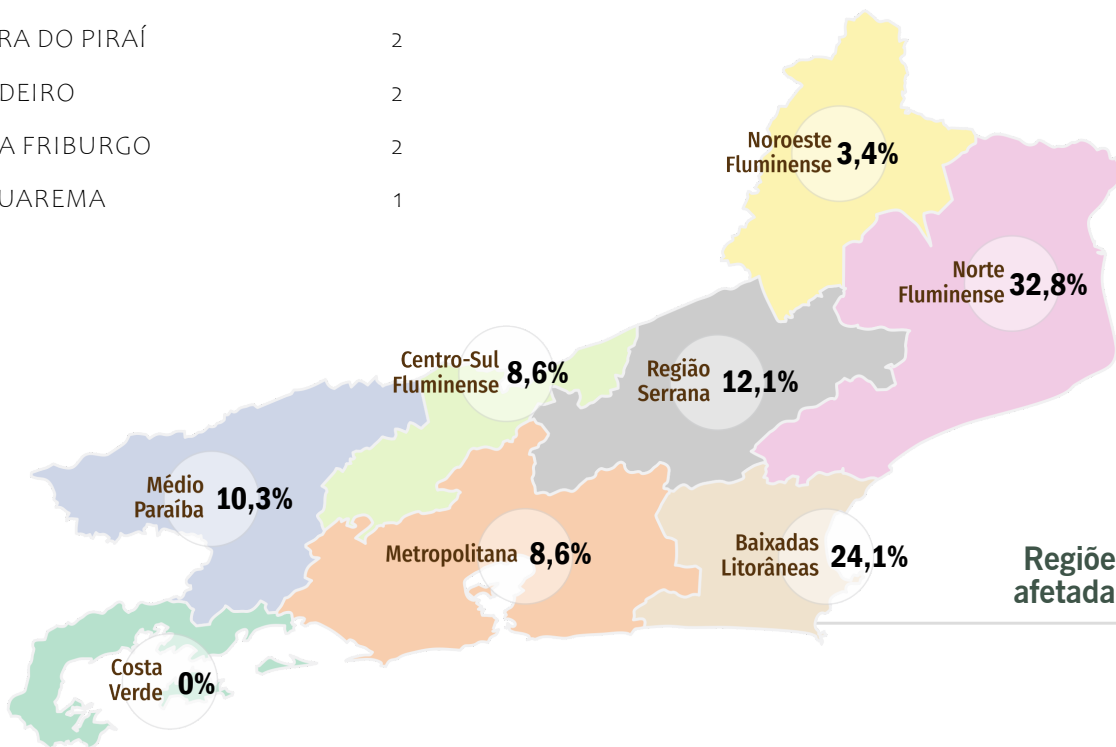 RA DO PIRAÍ 2
DEIRO 2
A FRIBURGO 2
UAREMA 1
Noroeste
Fluminense 3,4%
Norte
Fluminense 32,8%
Centro-Sul
Fluminense 8,6%
Região
Serrana 12,1%
Médio
Paraíba 10,3%
Metropolitana 8,6%
Baixadas
Litorâneas 24,1%
Regiõe
afetada
Costa
Verde 0%